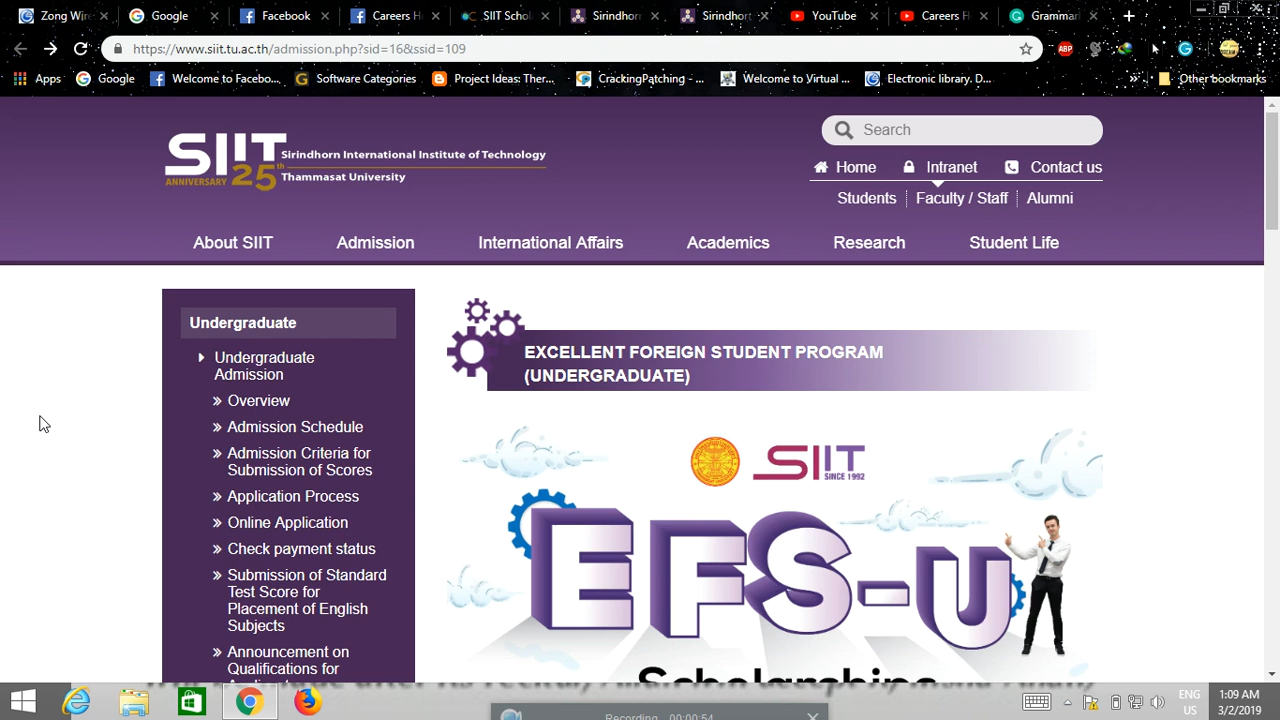 Zong Wire
Google
Facebook
Careers H
SIIT Schol
Sirindhorn
Sirindhorn
YouTube
Careers H
Grammarl
https://www.siit.tu.ac.th/admission.php?sid=16&ssid=109
ABP
Apps
Google
Welcome to Facebo...
Software Categories
Project Ideas: Ther...
CrackingPatching - ...
Welcome to Virtual ...
Electronic library. D...
Other bookmarks
SIIT
Sirindhorn International Institute of Technology
ANNIVERSARY 25th
Thammasat University
Search
Home
Intranet
Contact us
Students
Faculty / Staff
Alumni
About SIIT
Admission
International Affairs
Academics
Research
Student Life
Undergraduate
Undergraduate
Admission
» Overview
» Admission Schedule
» Admission Criteria for
Submission of Scores
» Application Process
» Online Application
» Check payment status
» Submission of Standard
Test Score for
Placement of English
Subjects
» Announcement on
Qualifications for
EXCELLENT FOREIGN STUDENT PROGRAM
(UNDERGRADUATE)
SIIT
SINCE 1992
EFS-U
Scholarships
Recording 00:00:54
ENG
US
1:09 AM
3/2/2019